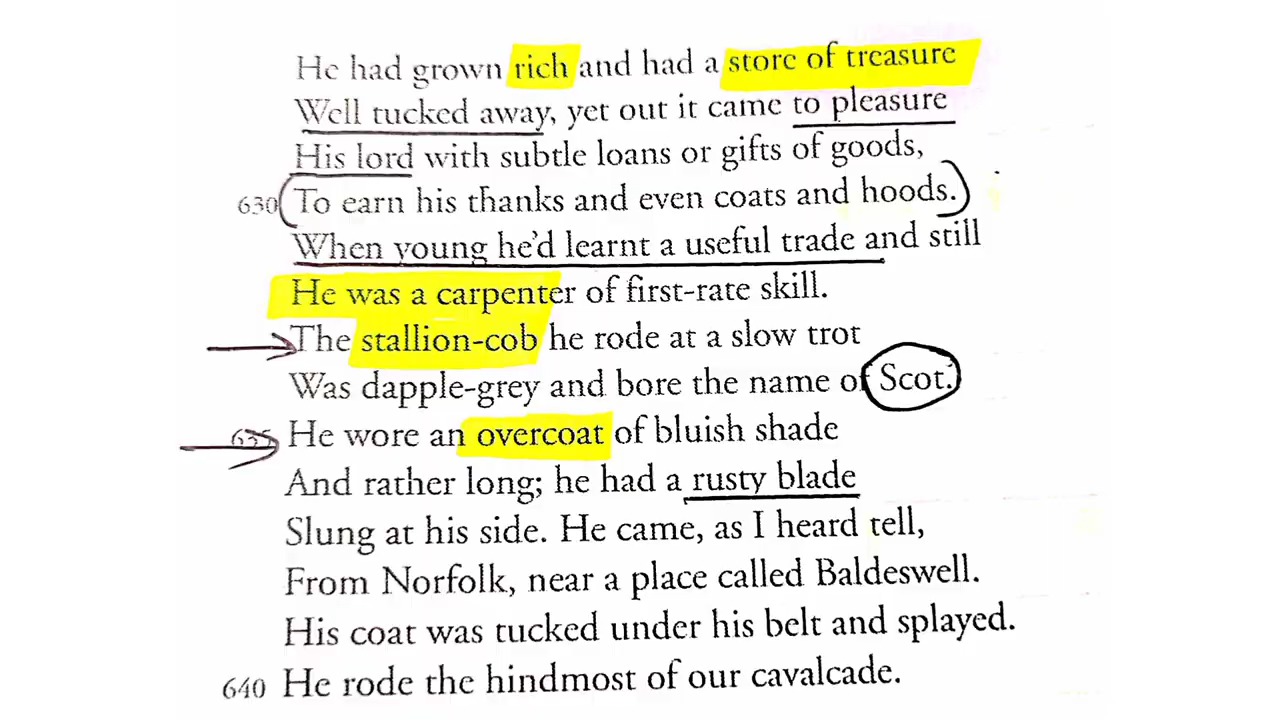 He had grown rich and had a store of treasure
Well tucked away, yet out it came to pleasure
His lord with subtle loans or gifts of goods,
630 To earn his thanks and even coats and hoods.
When young he'd learnt a useful trade and still
He was a carpenter of first-rate skill.
The stallion-cob he rode at a slow trot
Was dapple-grey and bore the name of Scot.
635 He wore an overcoat of bluish shade
And rather long; he had a rusty blade
Slung at his side. He came, as I heard tell,
From Norfolk, near a place called Baldeswell.
His coat was tucked under his belt and splayed.
640 He rode the hindmost of our cavalcade.